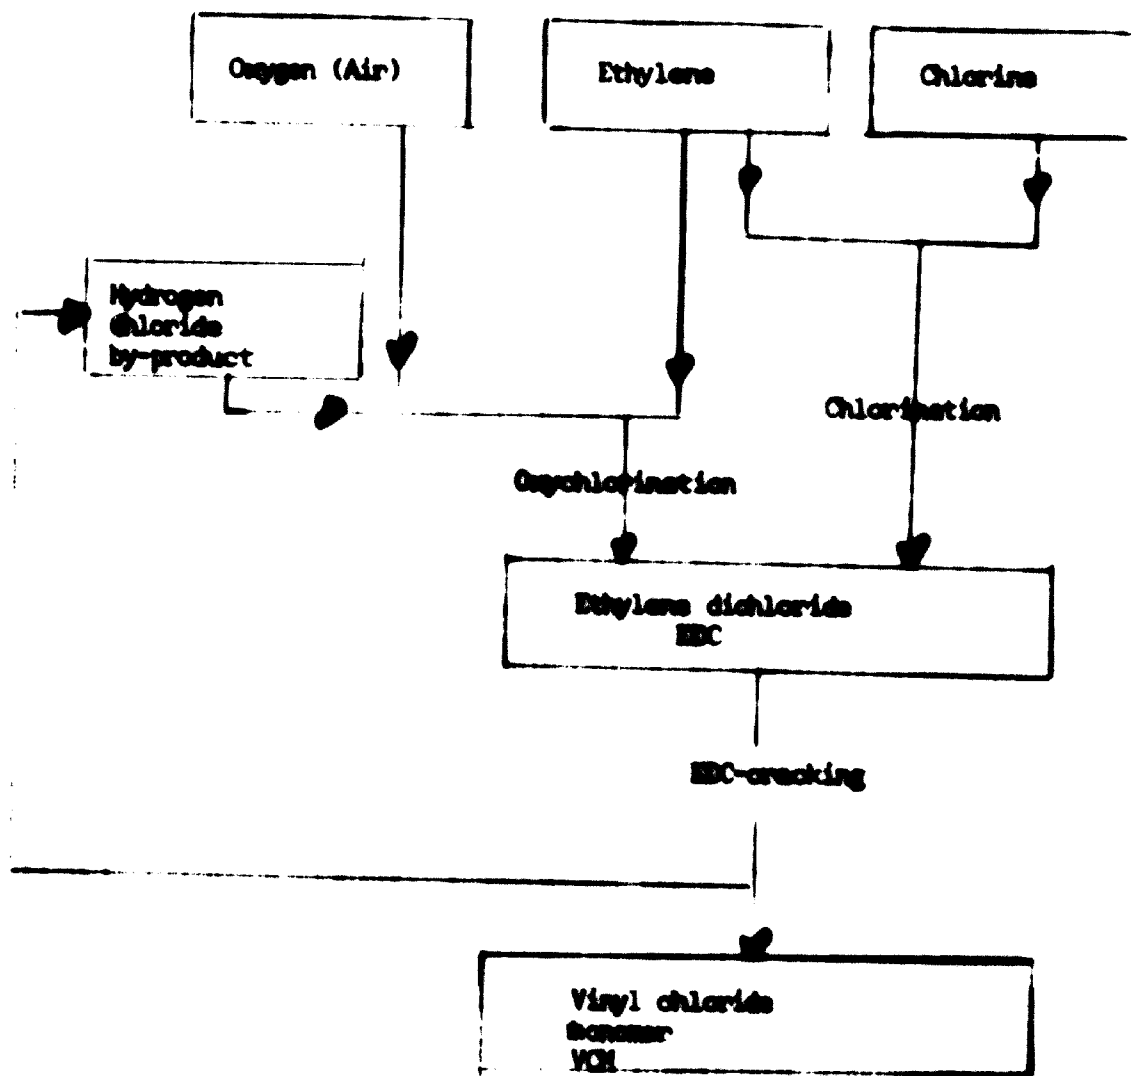 Oxygen (Air)
Ethylene
Chlorine
Hydrogen
chloride
by-product
Chlorination
Oxychlorination
Ethylene dichloride
EDC
EDC-cracking
Vinyl chloride
monomer
VCM